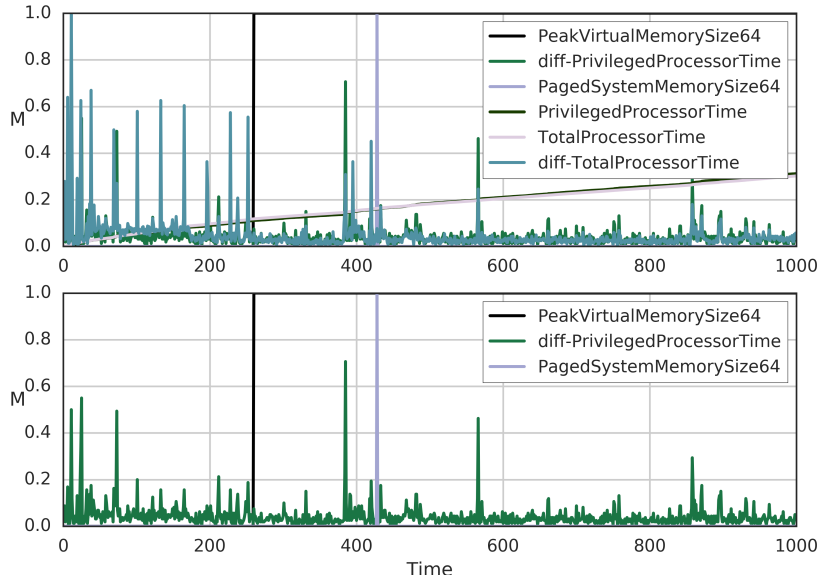 1.0
0.8
0.6
M
0.4
0.2
0.0
0 200 400 600 800 1000
PeakVirtualMemorySize64
diff-PrivilegedProcessorTime
PagedSystemMemorySize64
PrivilegedProcessorTime
TotalProcessorTime
diff-TotalProcessorTime
1.0
0.8
0.6
M
0.4
0.2
0.0
0 200 400 600 800 1000
Time
PeakVirtualMemorySize64
diff-PrivilegedProcessorTime
PagedSystemMemorySize64